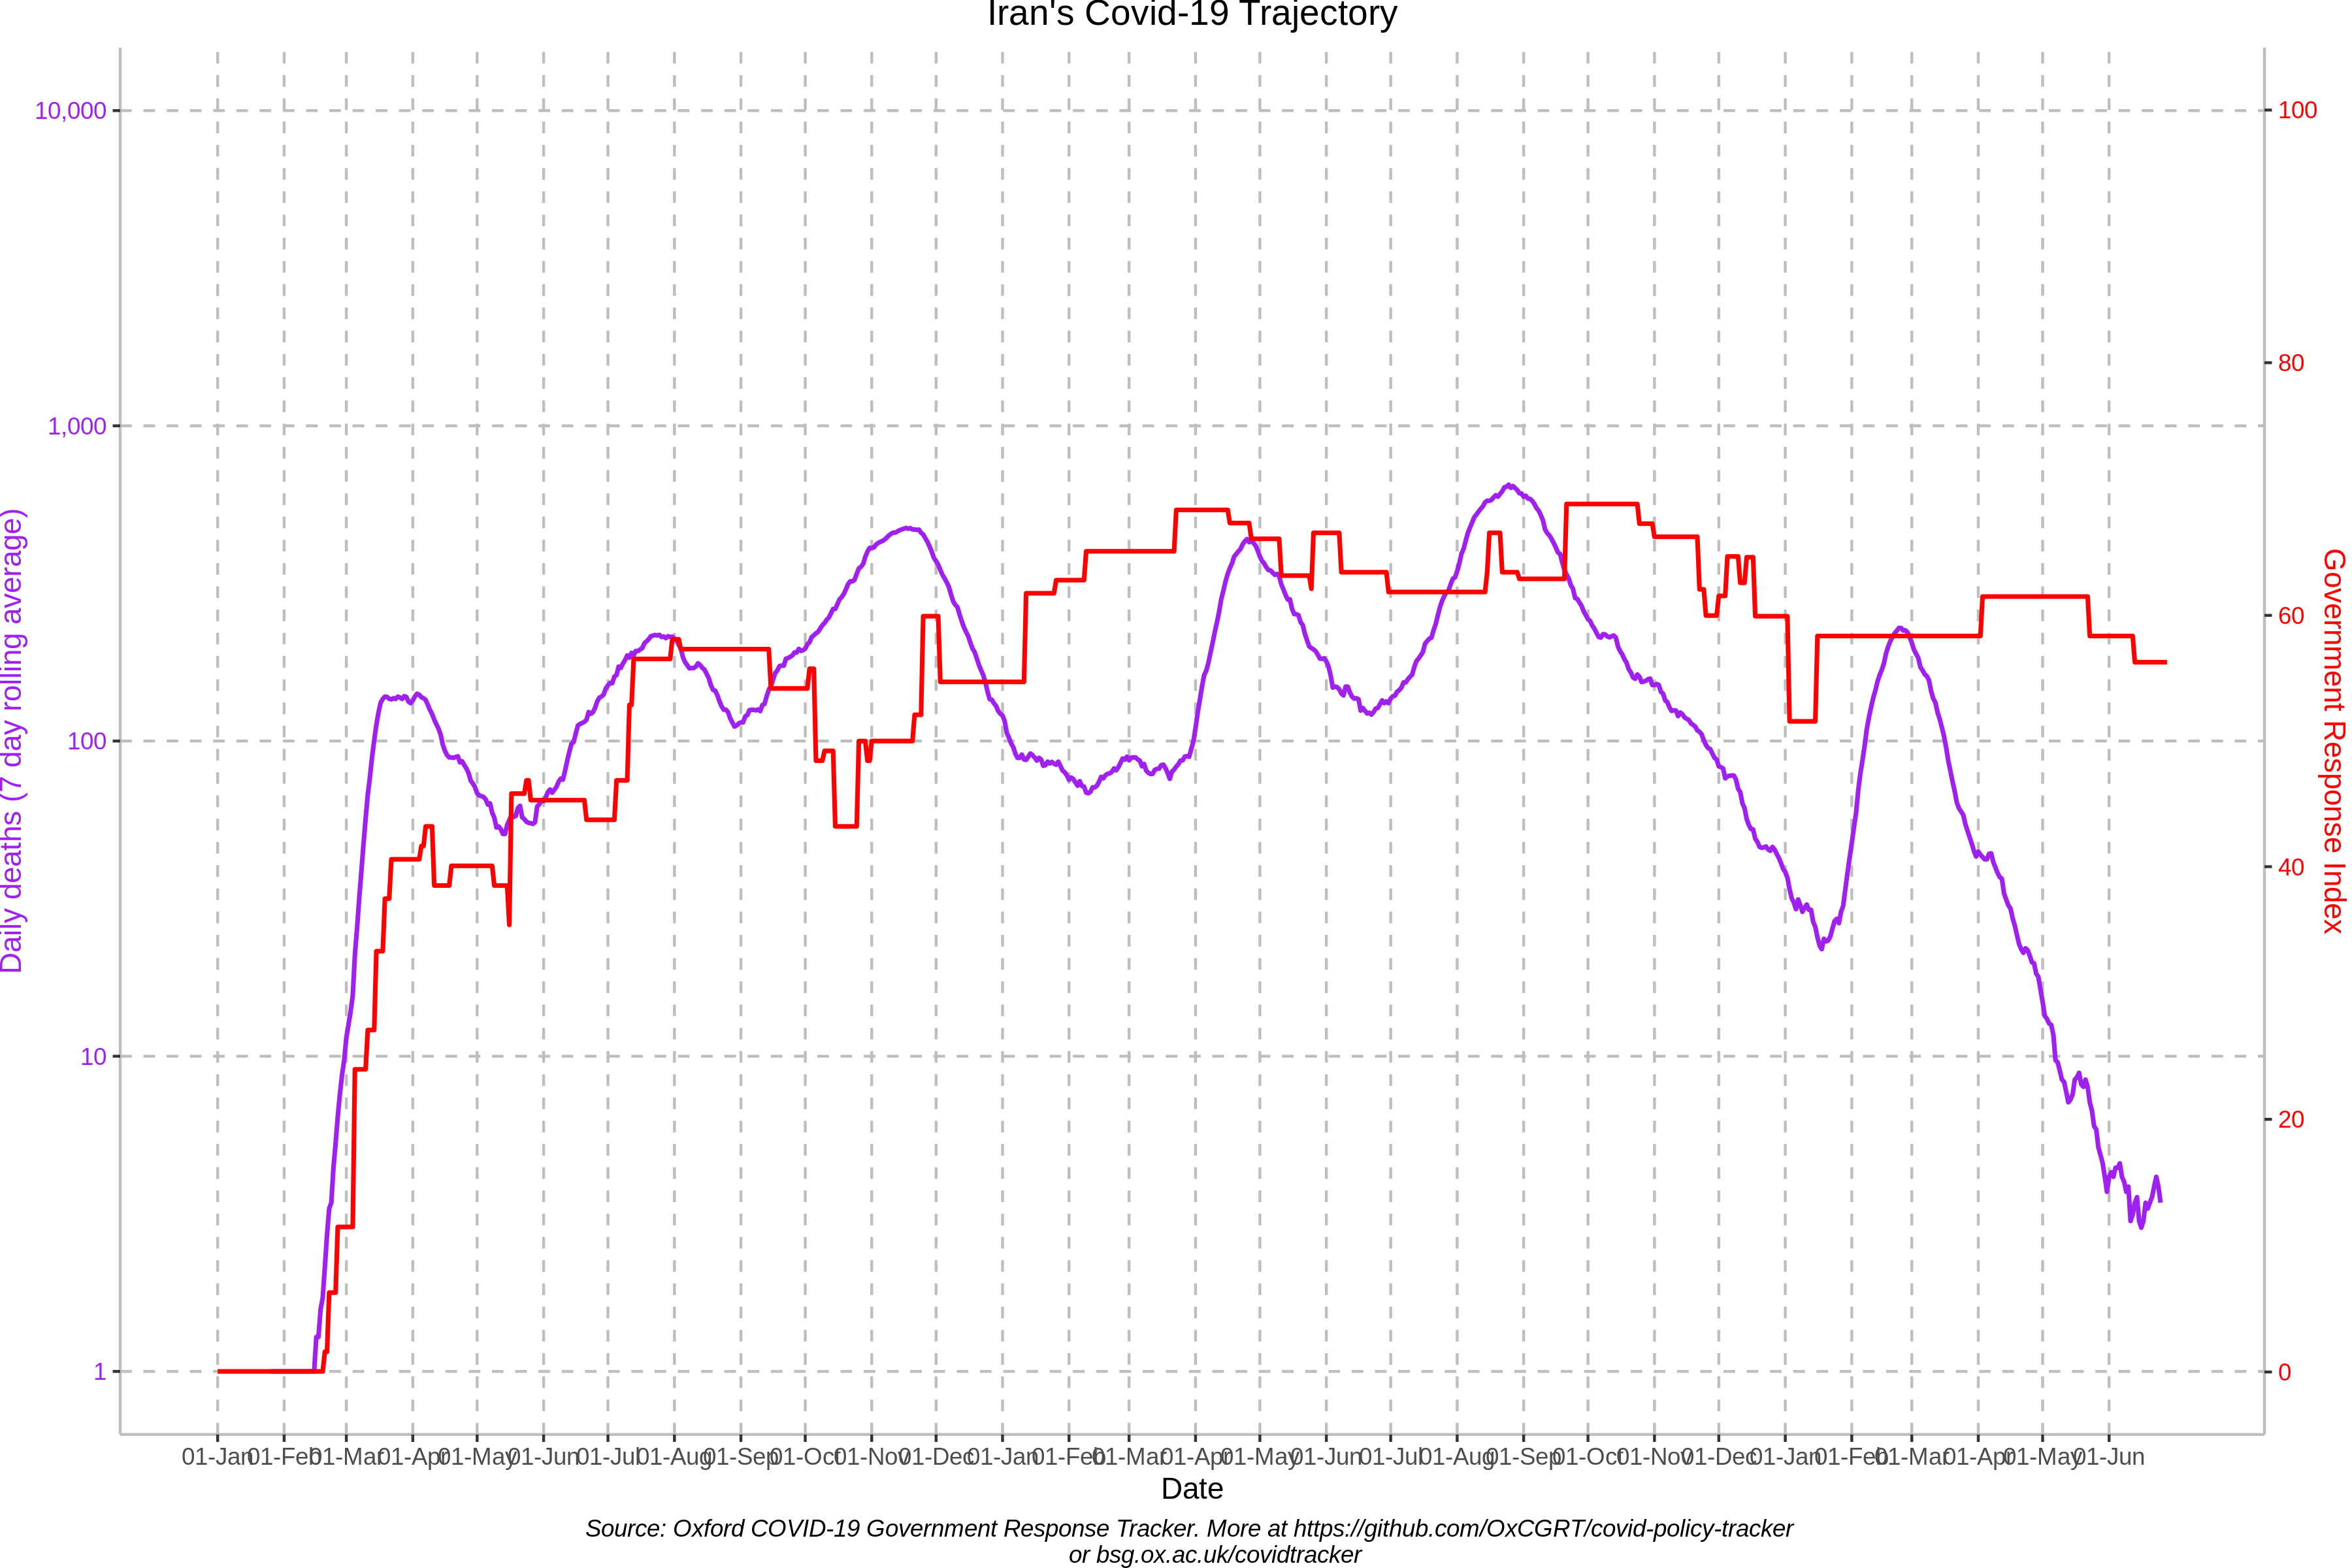 Iran's Covid-19 Trajectory
10,000
1,000
100
10
1
Daily deaths (7 day rolling average)
100
80
60
40
20
0
Government Response Index
01-Jan 01-Feb 01-Mar 01-Apr 01-May 01-Jun 01-Jul 01-Aug 01-Sep 01-Oct 01-Nov 01-Dec 01-Jan 01-Feb 01-Mar 01-Apr 01-May 01-Jun 01-Jul 01-Aug 01-Sep 01-Oct 01-Nov 01-Dec 01-Jan 01-Feb 01-Mar 01-Apr 01-May 01-Jun
Date
Source: Oxford COVID-19 Government Response Tracker. More at https://github.com/OxCGRT/covid-policy-tracker
or bsg.ox.ac.uk/covidtracker